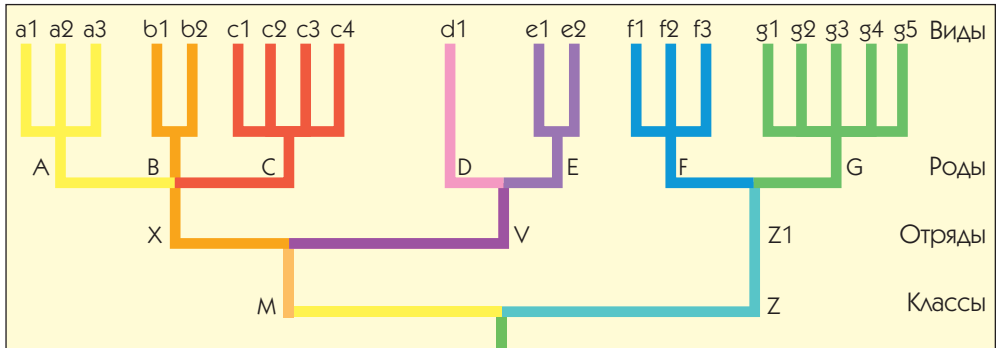 a1 a2 a3 b1 b2 c1 c2 c3 c4 d1 e1 e2 f1 f2 f3 g1 g2 g3 g4 g5 Виды
A B C D E F G Роды
X V Z1 Отряды
M Z Классы